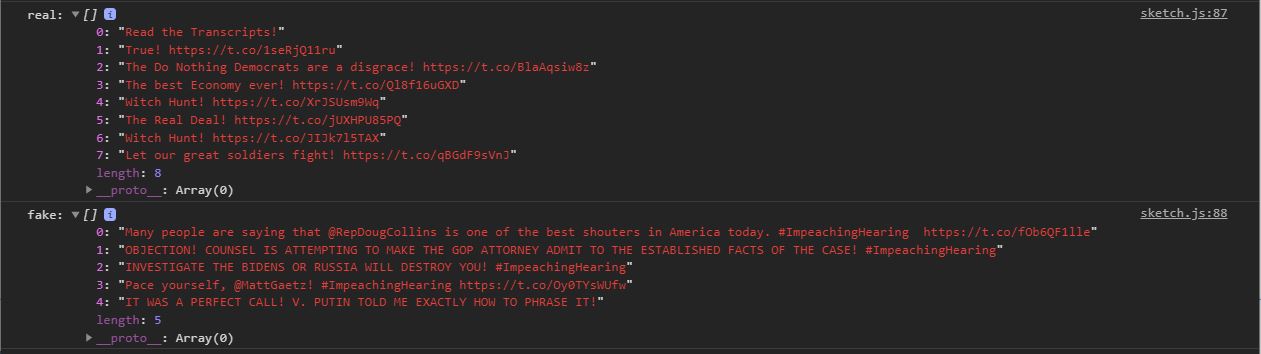 real: ▼[] i sketch.js:87
0: "Read the Transcripts!"
1: "True! https://t.co/1seRjQ11ru"
2: "The Do Nothing Democrats are a disgrace! https://t.co/BlaAqsiw8z"
3: "The best Economy ever! https://t.co/Ql8f16uGXD"
4: "Witch Hunt! https://t.co/XrJSUsm9Wq"
5: "The Real Deal! https://t.co/jUXHPU85PQ"
6: "Witch Hunt! https://t.co/JIJk7l5TAX"
7: "Let our great soldiers fight! https://t.co/qBGdF9sVnJ"
length: 8
▶__proto__: Array(0)
fake: ▼[] i sketch.js:88
0: "Many people are saying that @RepDougCollins is one of the best shouters in America today. #ImpeachingHearing  https://t.co/fOb6QF1lle"
1: "OBJECTION! COUNSEL IS ATTEMPTING TO MAKE THE GOP ATTORNEY ADMIT TO THE ESTABLISHED FACTS OF THE CASE! #ImpeachingHearing"
2: "INVESTIGATE THE BIDENS OR RUSSIA WILL DESTROY YOU! #ImpeachingHearing"
3: "Pace yourself, @MattGaetz! #ImpeachingHearing https://t.co/Oy0TYsWUfw"
4: "IT WAS A PERFECT CALL! V. PUTIN TOLD ME EXACTLY HOW TO PHRASE IT!"
length: 5
▶__proto__: Array(0)